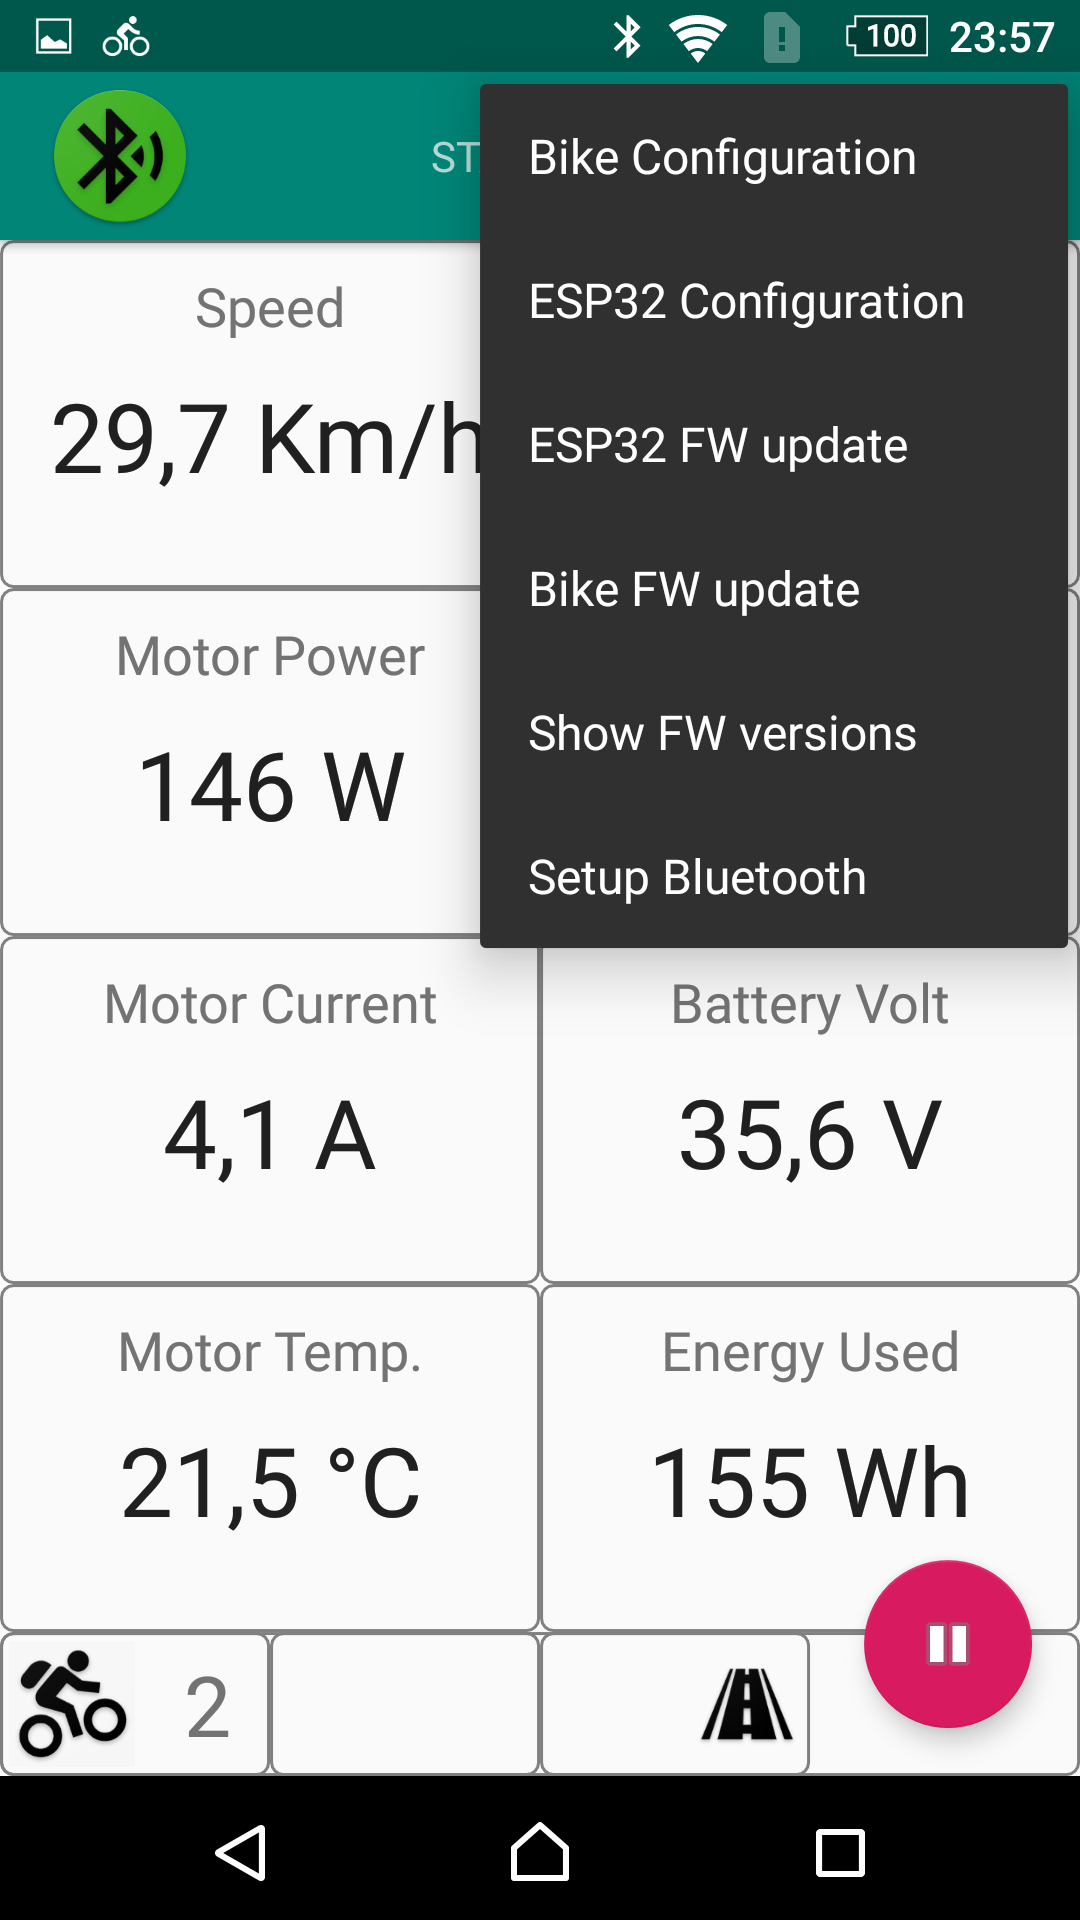 100 23:57
ST
Bike Configuration
ESP32 Configuration
ESP32 FW update
Bike FW update
Show FW versions
Setup Bluetooth
Speed
29,7 Km/h
Motor Power
146 W
Motor Current
4,1 A
Battery Volt
35,6 V
Motor Temp.
21,5 °C
Energy Used
155 Wh
2